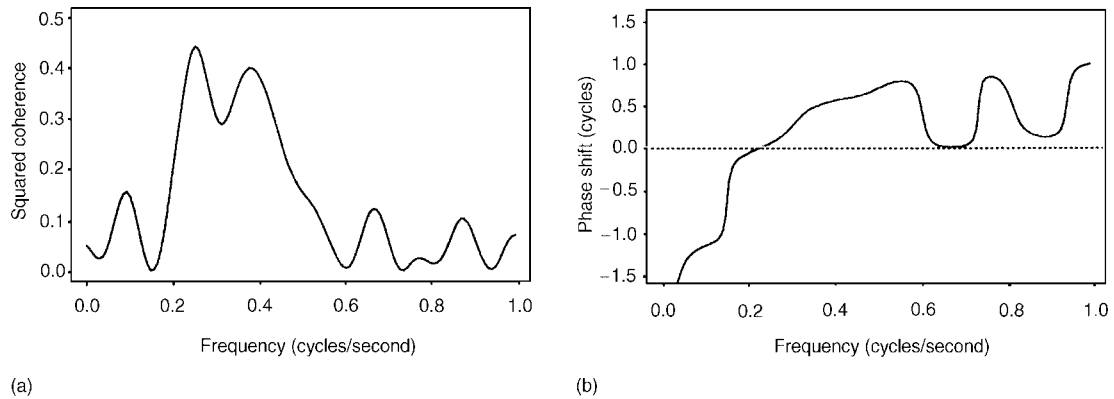 0.5
0.4
0.3
0.2
0.1
0.0
Squared coherence
0.0 0.2 0.4 0.6 0.8 1.0
Frequency (cycles/second)
(a)
1.5
1.0
0.5
0.0
−0.5
−1.0
−1.5
Phase shift (cycles)
0.0 0.2 0.4 0.6 0.8 1.0
Frequency (cycles/second)
(b)